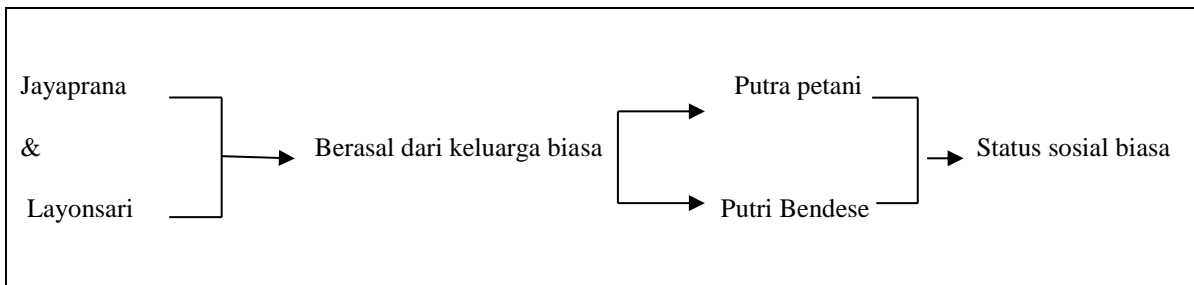 Jayaprana
&
Layonsari
Berasal dari keluarga biasa
Putra petani
Putri Bendese
Status sosial biasa